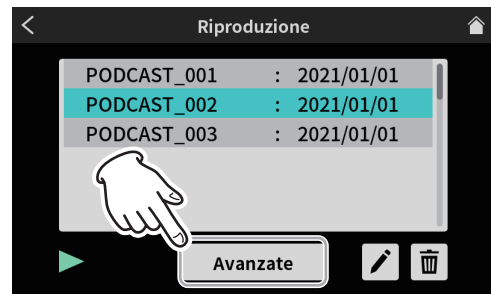 Riproduzione
PODCAST_001 : 2021/01/01
PODCAST_002 : 2021/01/01
PODCAST_003 : 2021/01/01
Avanzate